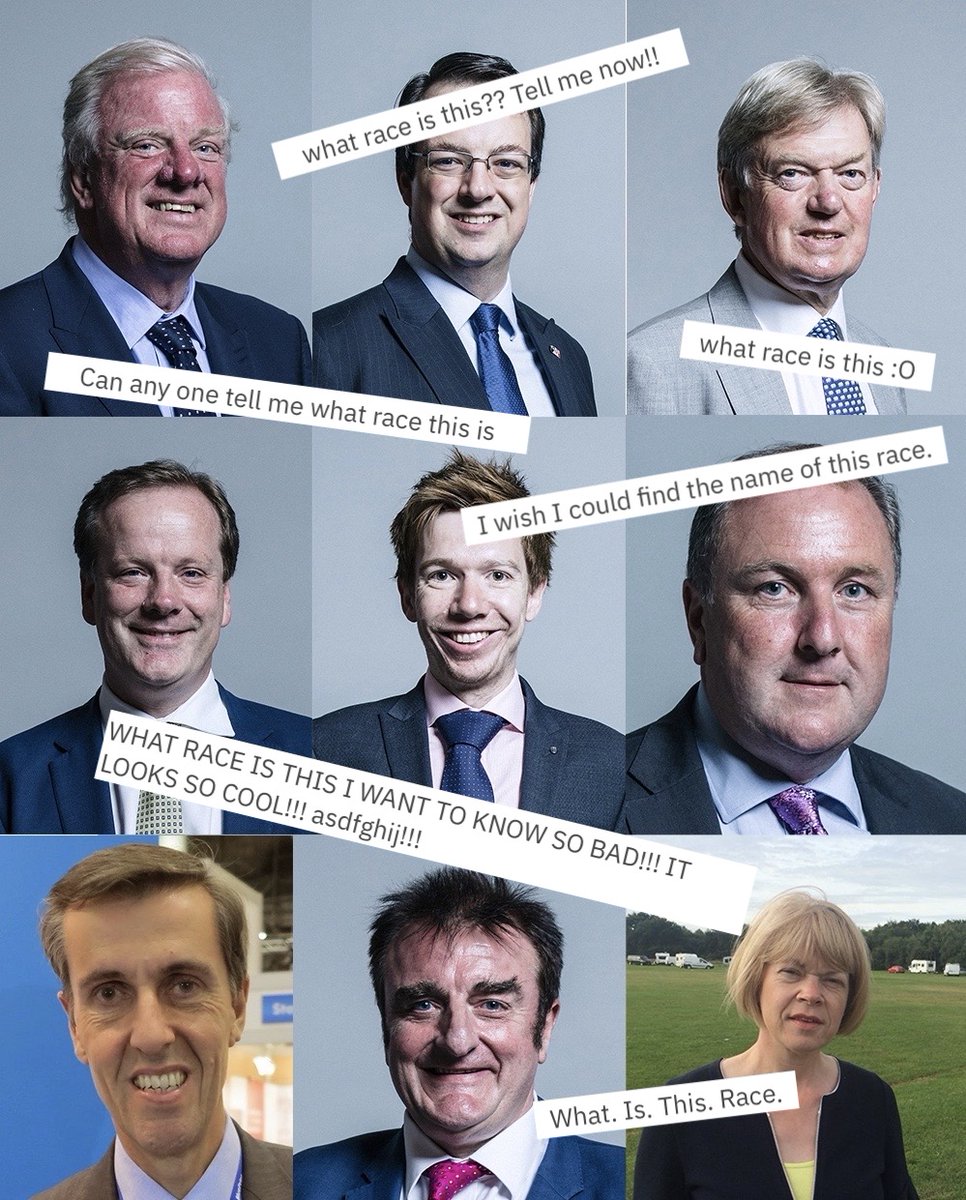 what race is this?? Tell me now!!
what race is this :O
Can any one tell me what race this is
I wish I could find the name of this race.
WHAT RACE IS THIS I WANT TO KNOW SO BAD!!! IT
LOOKS SO COOL!!! asdfghij!!!
What. Is. This. Race.